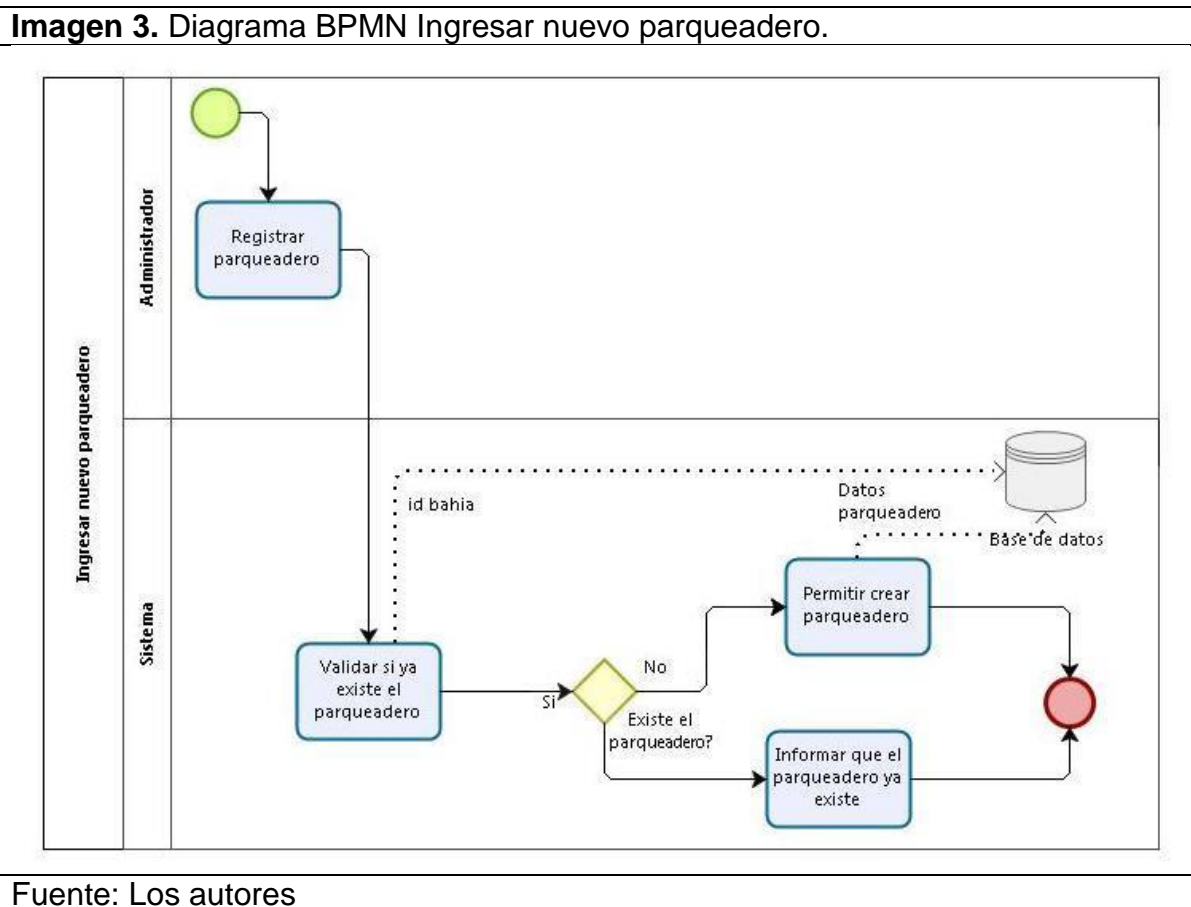 Imagen 3. Diagrama BPMN Ingresar nuevo parqueadero.
Ingresar nuevo parqueadero
Administrador
Registrar
parqueadero
Sistema
id bahia
Datos
parqueadero
Base de datos
Permitir crear
parqueadero
Validar si ya
existe el
parqueadero
Si
No
Existe el
parqueadero?
Informar que el
parqueadero ya
existe
Fuente: Los autores